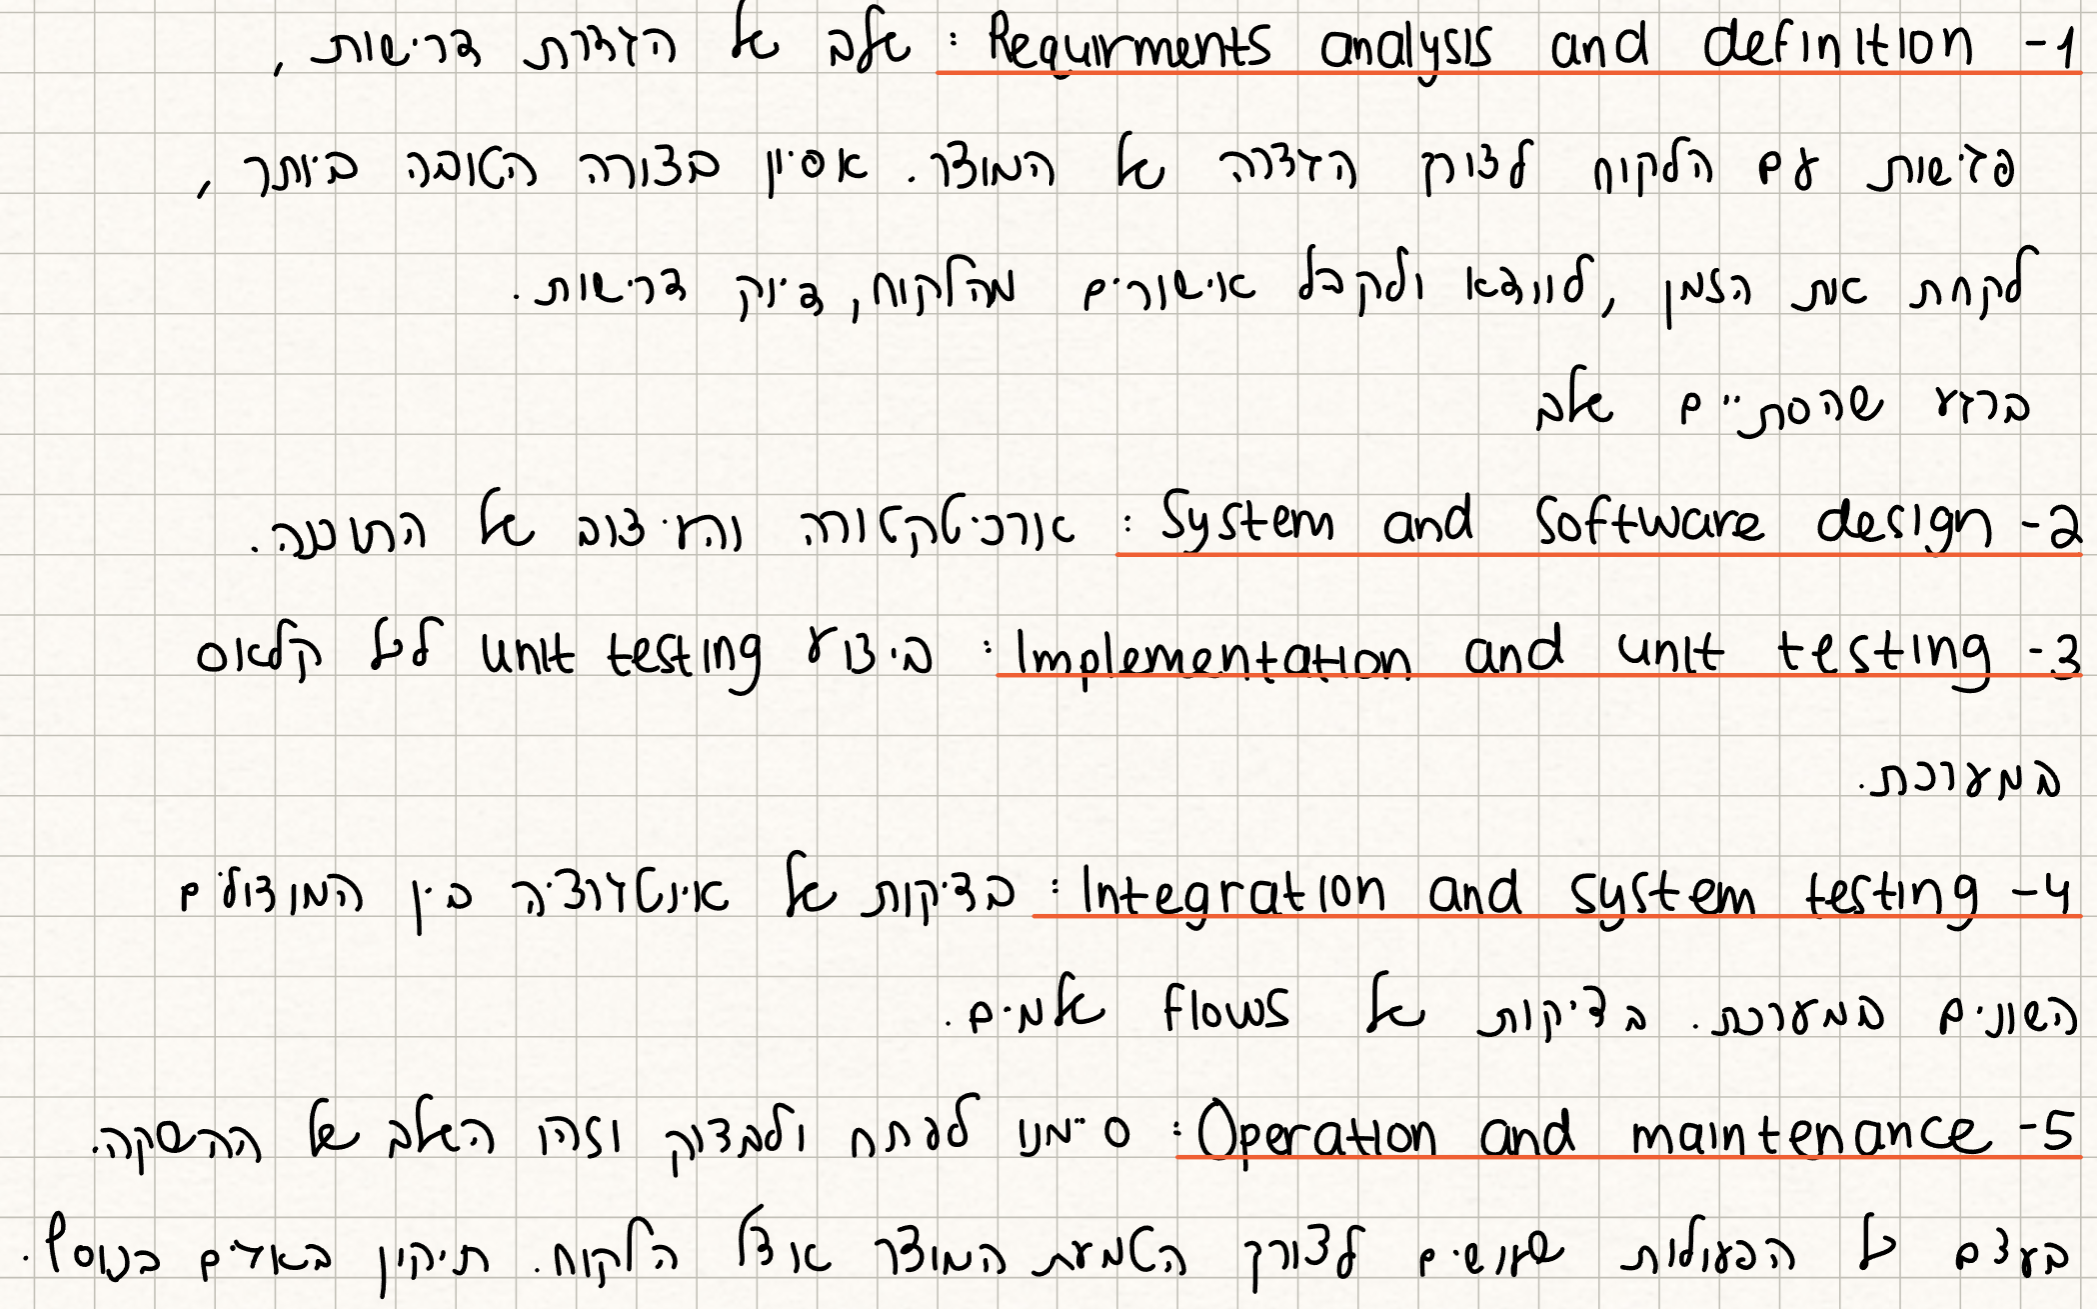 1- Requirments analysis and definition : שלב של הגדרת דרישות,
פגישות עם הלקוח לצורך הגדרה של המוצר. אפיון בצורה הטובה ביותר,
לקחת את הזמן, לוודא ולקבל אישורים מהלקוח, דיוק דרישות.
ברגע שהסתיים שלב
2- System and Software design : ארכיטקטורה והעיצוב של התוכנה.
3- Implementation and unit testing : ביצוע unit testing לכל קלאס
במערכת.
4- Integration and system testing : בדיקות של אינטגרציה בין המודולים
השונים במערכת. בדיקות של flows שלמים.
5- Operation and maintenance : סיימנו לפתח ולבדוק וזהו השלב של ההשקה.
בעצם כל הפעולות שעושים לצורך הטמעת המוצר אצל הלקוח. תיקון באגים בנוסף.